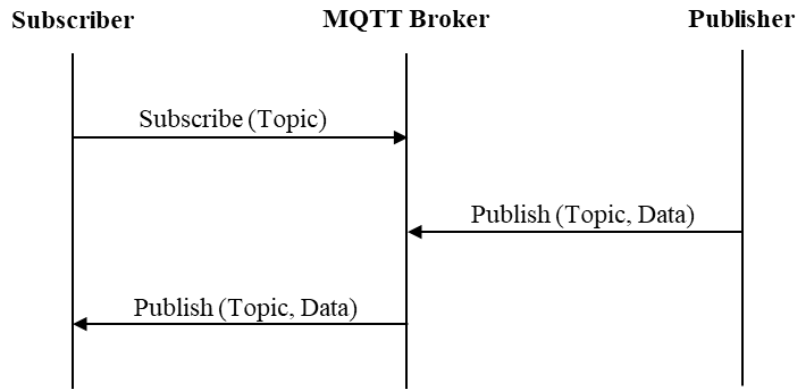 Subscriber MQTT Broker Publisher
Subscribe (Topic)
Publish (Topic, Data)
Publish (Topic, Data)